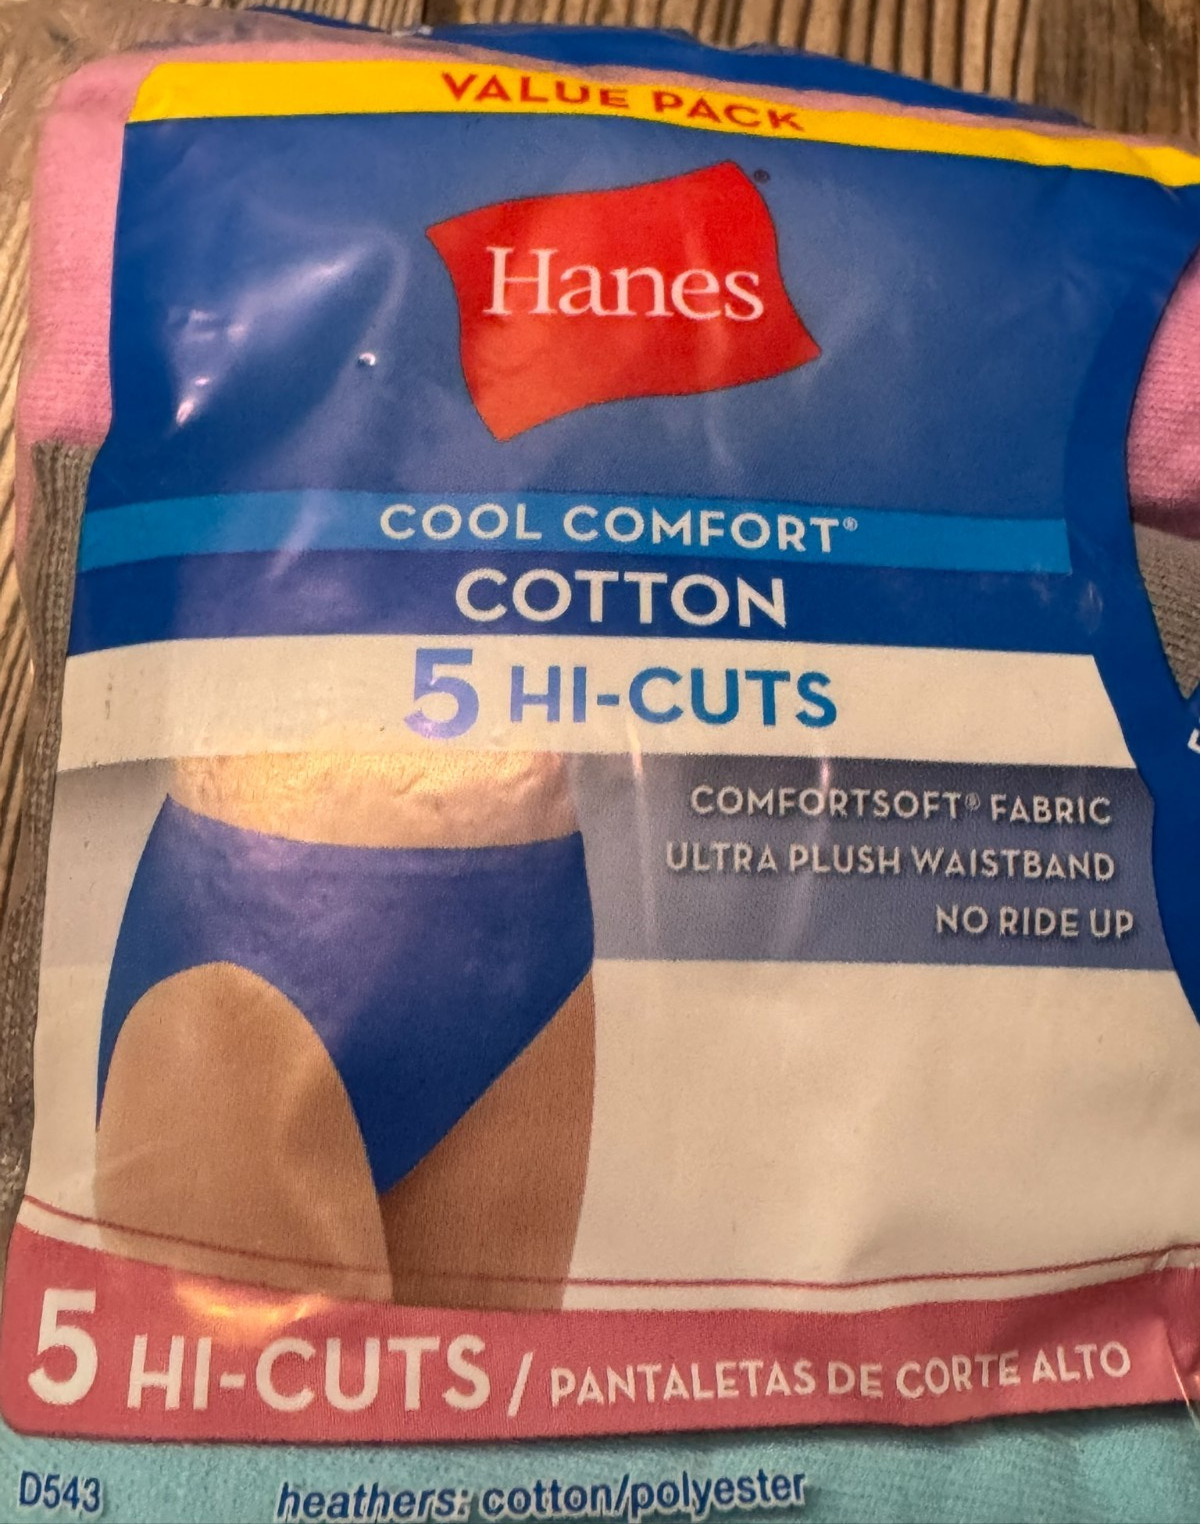 VALUE PACK
Hanes®
COOL COMFORT®
COTTON
5 HI-CUTS
COMFORTSOFT® FABRIC
ULTRA PLUSH WAISTBAND
NO RIDE UP
5 HI-CUTS / PANTALETAS DE CORTE ALTO
D543 heathers: cotton/polyester